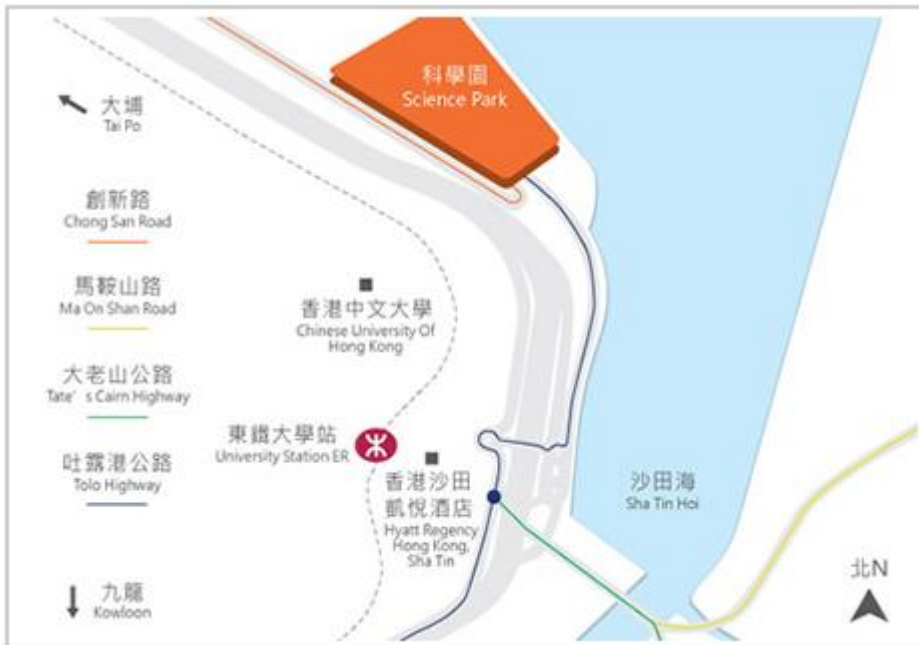 科學園
Science Park
大埔
Tai Po
創新路
Chong San Road
馬鞍山路
Ma On Shan Road
大老山公路
Tate's Cairn Highway
吐露港公路
Tolo Highway
九龍
Kowloon
香港中文大學
Chinese University Of
Hong Kong
東鐵大學站
University Station ER
香港沙田
凱悅酒店
Hyatt Regency
Hong Kong,
Sha Tin
沙田海
Sha Tin Hoi
北N